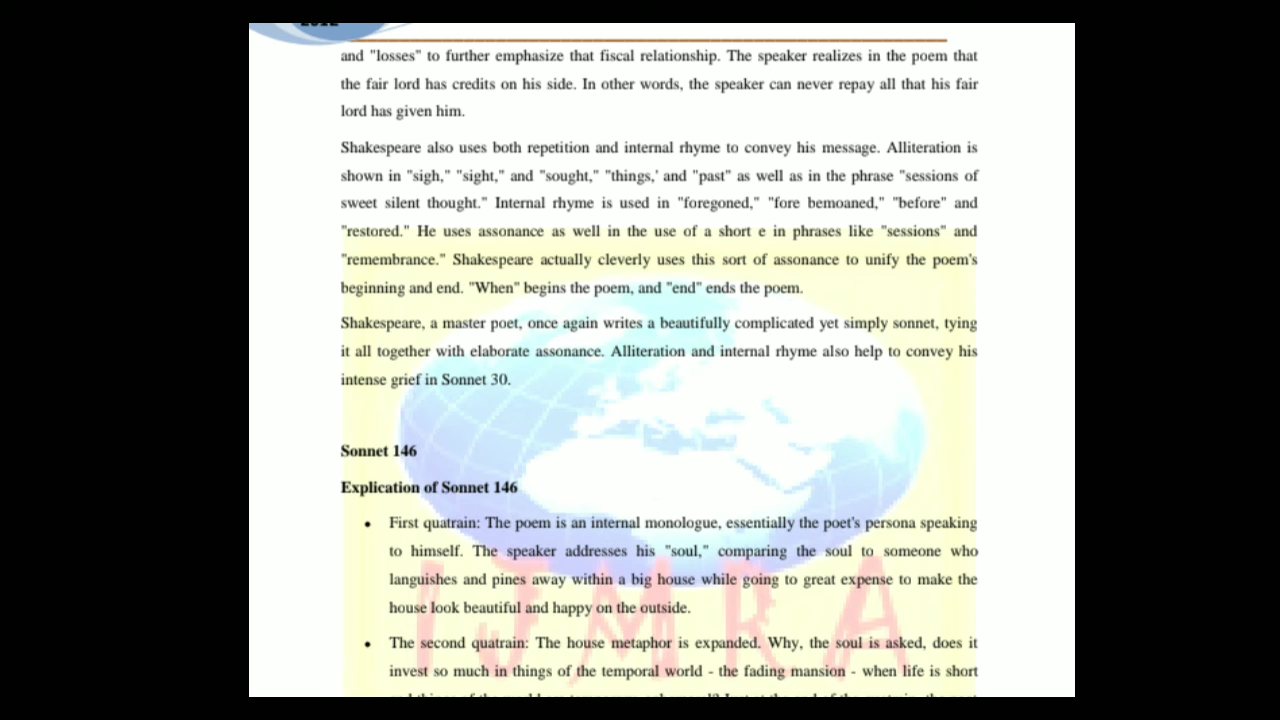 2012
and "losses" to further emphasize that fiscal relationship. The speaker realizes in the poem that
the fair lord has credits on his side. In other words, the speaker can never repay all that his fair
lord has given him.
Shakespeare also uses both repetition and internal rhyme to convey his message. Alliteration is
shown in "sigh," "sight," and "sought," "things,' and "past" as well as in the phrase "sessions of
sweet silent thought." Internal rhyme is used in "foregoned," "fore bemoaned," "before" and
"restored." He uses assonance as well in the use of a short e in phrases like "sessions" and
"remembrance." Shakespeare actually cleverly uses this sort of assonance to unify the poem's
beginning and end. "When" begins the poem, and "end" ends the poem.
Shakespeare, a master poet, once again writes a beautifully complicated yet simply sonnet, tying
it all together with elaborate assonance. Alliteration and internal rhyme also help to convey his
intense grief in Sonnet 30.
Sonnet 146
Explication of Sonnet 146
• First quatrain: The poem is an internal monologue, essentially the poet's persona speaking
to himself. The speaker addresses his "soul," comparing the soul to someone who
languishes and pines away within a big house while going to great expense to make the
house look beautiful and happy on the outside.
• The second quatrain: The house metaphor is expanded. Why, the soul is asked, does it
invest so much in things of the temporal world - the fading mansion - when life is short
IJMRA